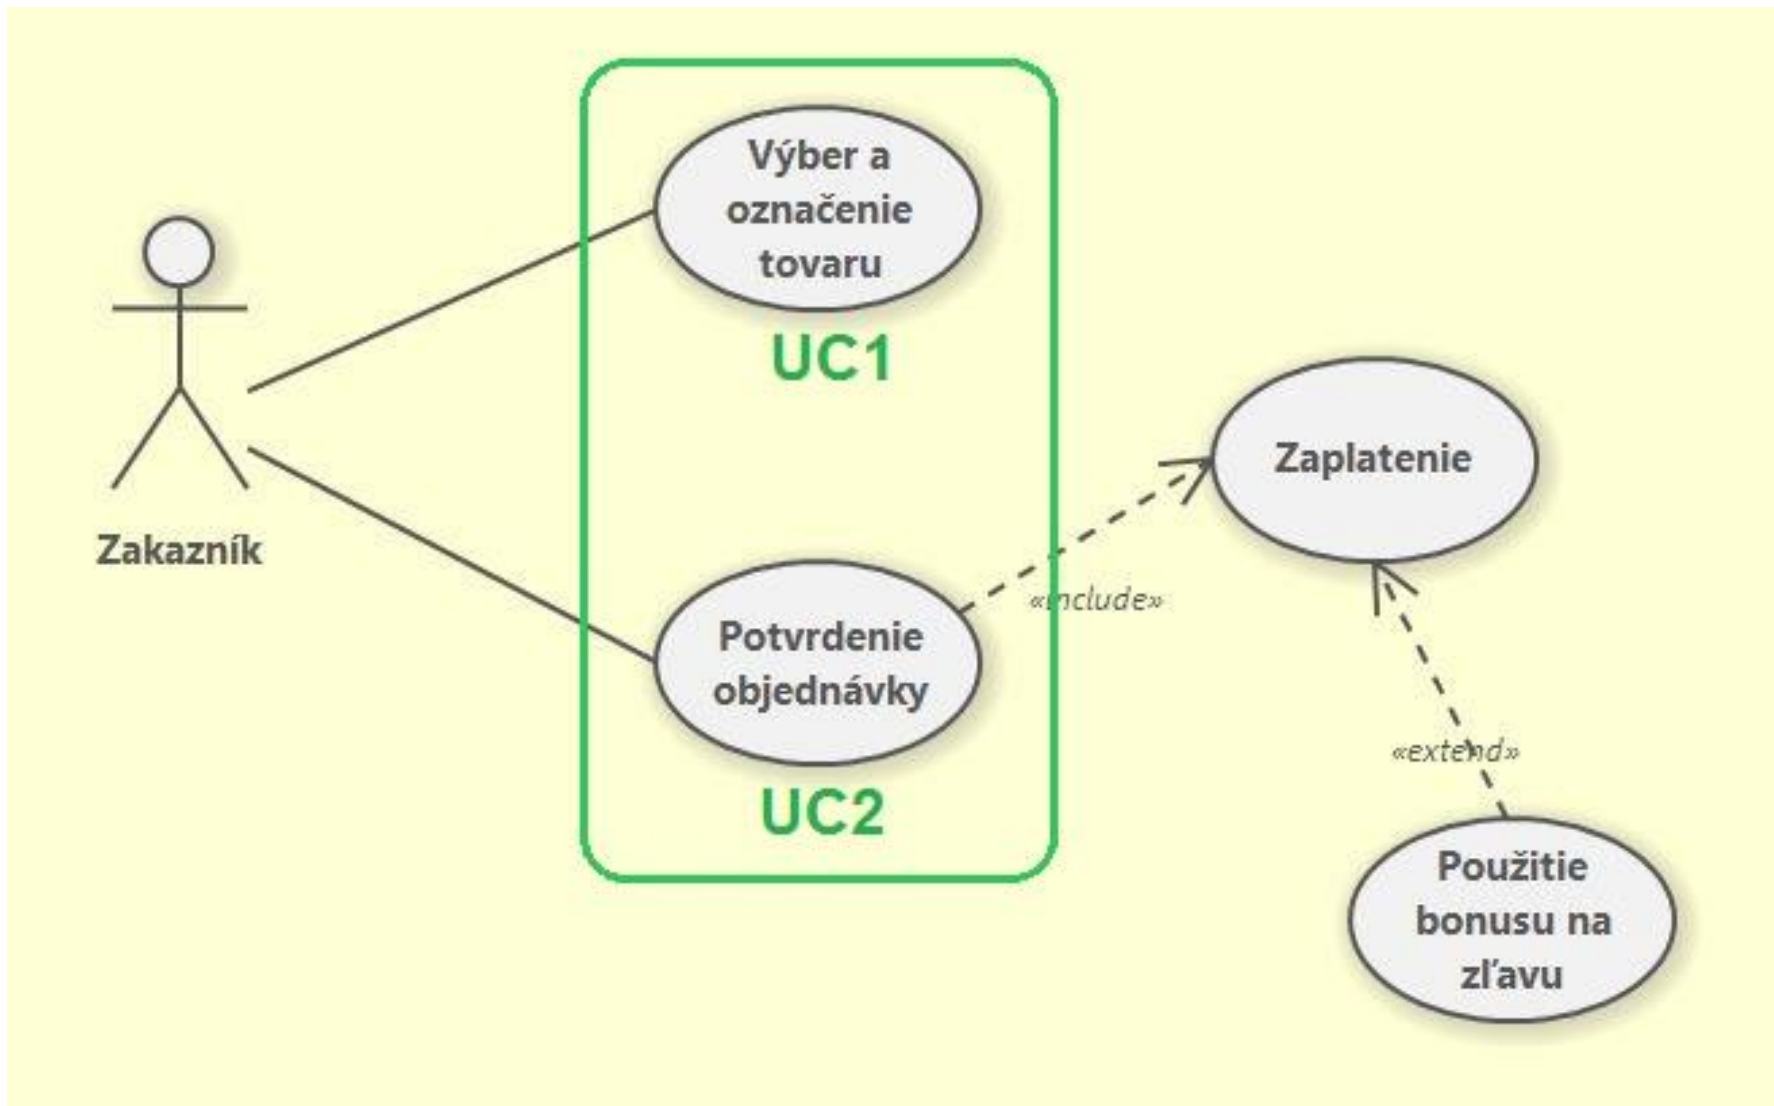 Výber a
označenie
tovaru
UC1
Zakazník
Zaplatenie
«include»
Potvrdenie
objednávky
UC2
«extend»
Použitie
bonusu na
zľavu